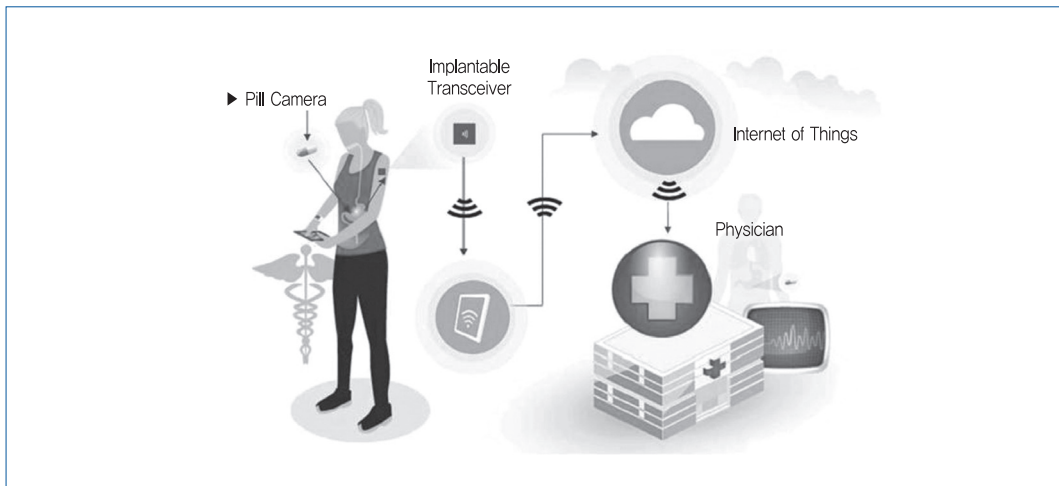 Implantable
Transceiver
▶ Pill Camera
Internet of Things
Physician